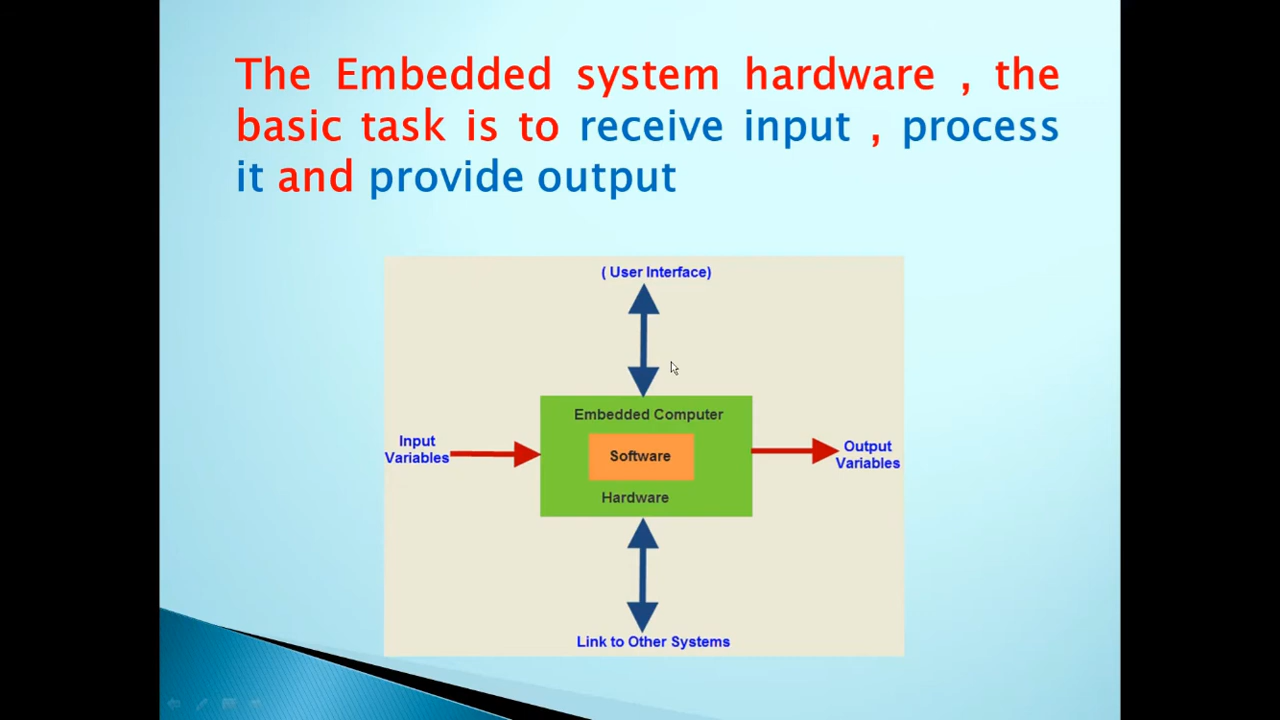 The Embedded system hardware , the
basic task is to receive input , process
it and provide output
( User Interface)
Embedded Computer
Input
Variables
Software
Output
Variables
Hardware
Link to Other Systems